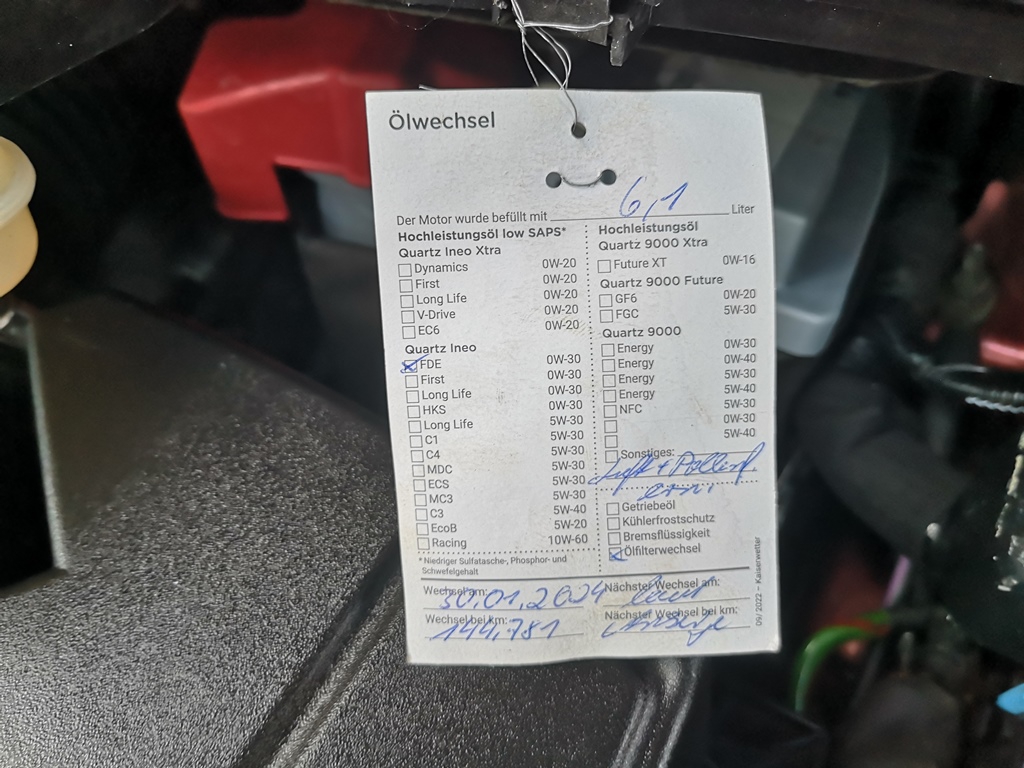 Ölwechsel
Der Motor wurde befüllt mit 6,1 Liter
Hochleistungsöl low SAPS*
Quartz Ineo Xtra
Dynamics 0W-20
First 0W-20
Long Life 0W-20
V-Drive 0W-20
EC6 0W-20
Quartz Ineo
FDE 0W-30
First 0W-30
Long Life 0W-30
HKS 0W-30
Long Life 5W-30
C1 5W-30
C4 5W-30
MDC 5W-30
ECS 5W-30
MC3 5W-30
C3 5W-40
EcoB 5W-20
Racing 10W-60
* Niedriger Sulfatasche-, Phosphor- und
Schwefelgehalt
Hochleistungsöl
Quartz 9000 Xtra
Future XT 0W-16
Quartz 9000 Future
GF6 0W-20
FGC 5W-30
Quartz 9000
Energy 0W-30
Energy 0W-40
Energy 5W-30
Energy 5W-40
NFC 5W-30
0W-30
5W-40
Sonstiges:
Luft + Pollenf.
Getriebeöl
Kühlerfrostschutz
Bremsflüssigkeit
Ölfilterwechsel
Wechsel am: 30.01.2024
Nächster Wechsel am: laut
Wechsel bei km: 144.781
Nächster Wechsel bei km: Anzeige
09/2022 – Kaiserwetter